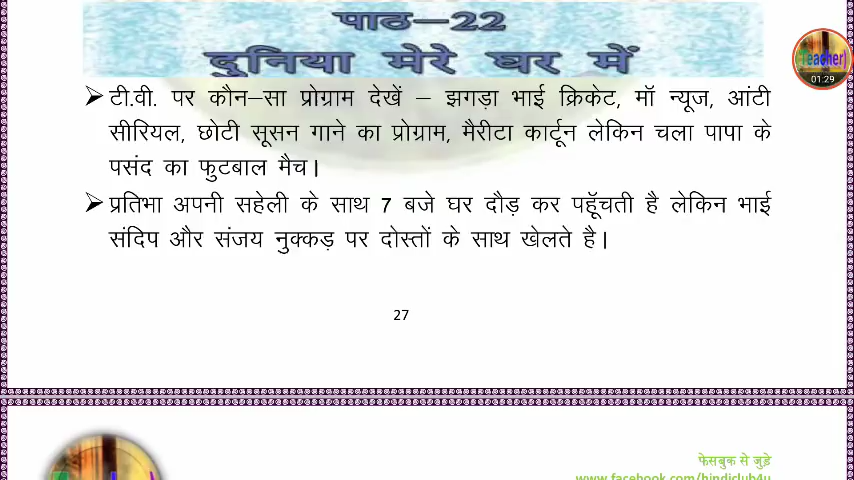 पाठ–22
दुनिया मेरे घर में
Teacher
01:29
➢ टी.वी. पर कौन–सा प्रोग्राम देखें – झगड़ा भाई क्रिकेट, मॉ न्यूज, आंटी
सीरियल, छोटी सूसन गाने का प्रोग्राम, मैरीटा कार्टून लेकिन चला पापा के
पसंद का फुटबाल मैच।
➢ प्रतिभा अपनी सहेली के साथ 7 बजे घर दौड़ कर पहूॅचती है लेकिन भाई
संदिप और संजय नुक्कड़ पर दोस्तों के साथ खेलते है।
27
फेसबुक से जुड़े
www.facebook.com/hindiclub4u